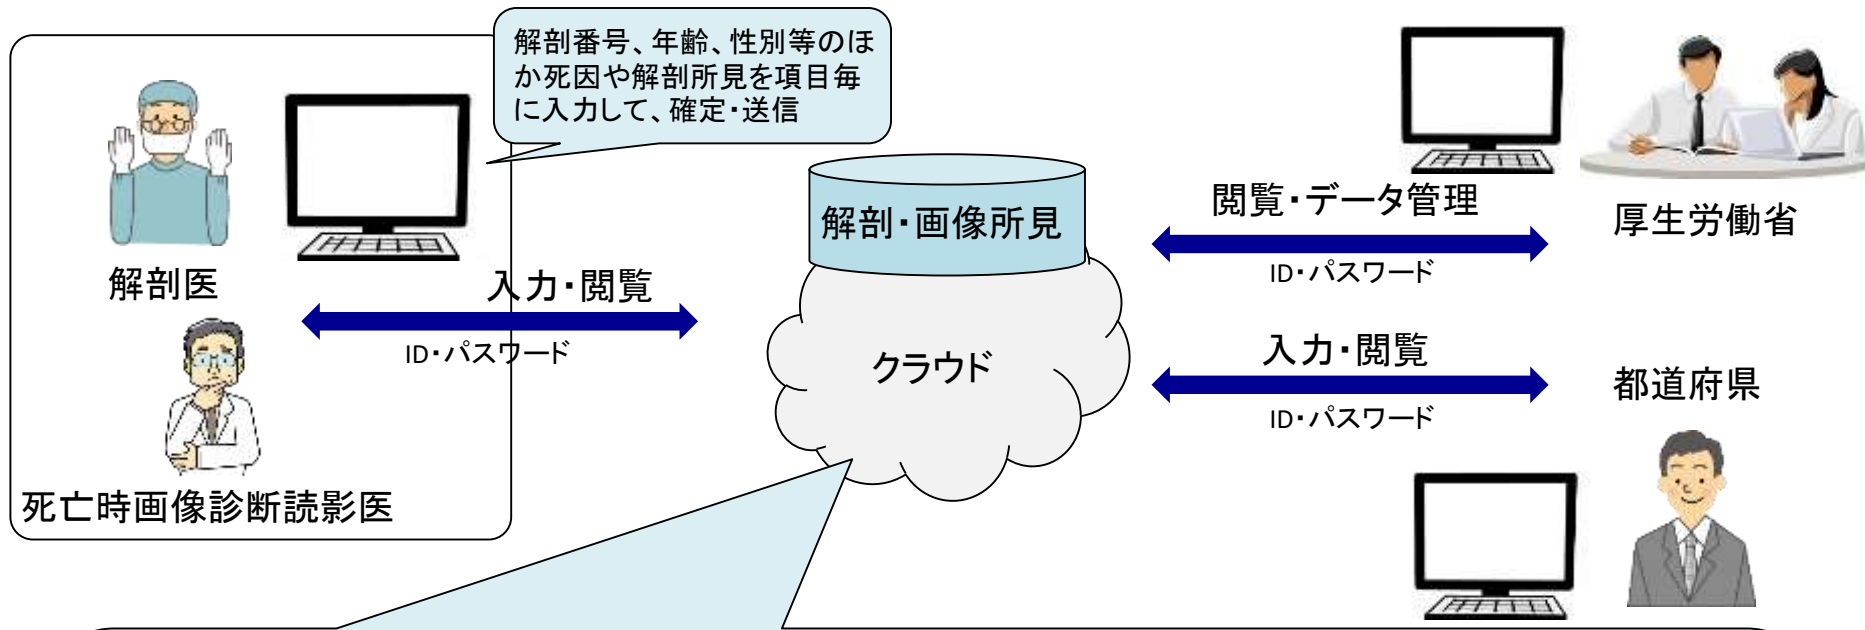 解剖番号、年齢、性別等のほ
か死因や解剖所見を項目毎
に入力して、確定・送信
解剖医
死亡時画像診断読影医
入力・閲覧
ID・パスワード
解剖・画像所見
クラウド
閲覧・データ管理
ID・パスワード
厚生労働省
入力・閲覧
ID・パスワード
都道府県